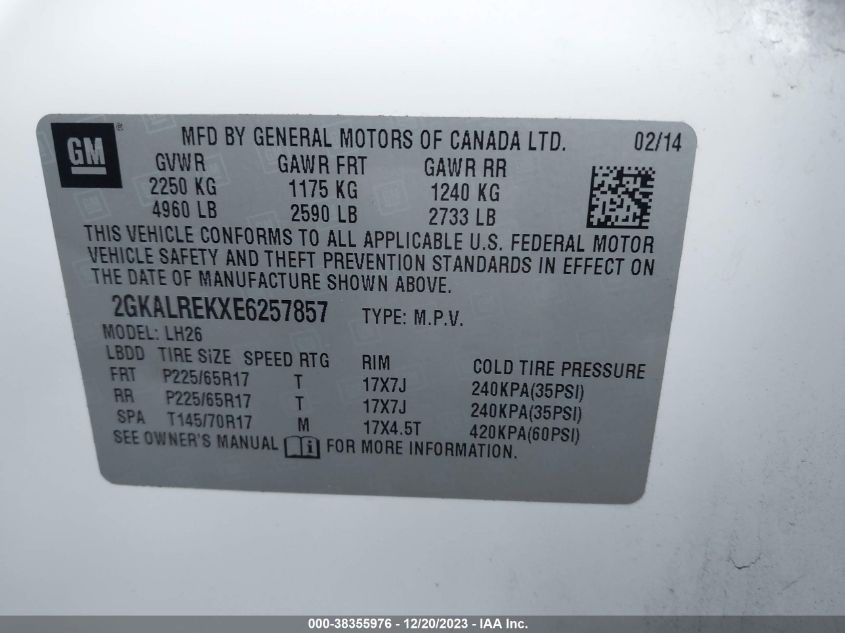 GM ®
MFD BY GENERAL MOTORS OF CANADA LTD. 02/14
GVWR GAWR FRT GAWR RR
2250 KG 1175 KG 1240 KG
4960 LB 2590 LB 2733 LB
THIS VEHICLE CONFORMS TO ALL APPLICABLE U.S. FEDERAL MOTOR
VEHICLE SAFETY AND THEFT PREVENTION STANDARDS IN EFFECT ON
THE DATE OF MANUFACTURE SHOWN ABOVE.
2GKALREKXE6257857 TYPE: M.P.V.
MODEL: LH26
LBDD TIRE SIZE SPEED RTG RIM COLD TIRE PRESSURE
FRT P225/65R17 T 17X7J 240KPA(35PSI)
RR P225/65R17 T 17X7J 240KPA(35PSI)
SPA T145/70R17 M 17X4.5T 420KPA(60PSI)
SEE OWNER'S MANUAL i FOR MORE INFORMATION.
000-38355976 - 12/20/2023 - IAA Inc.